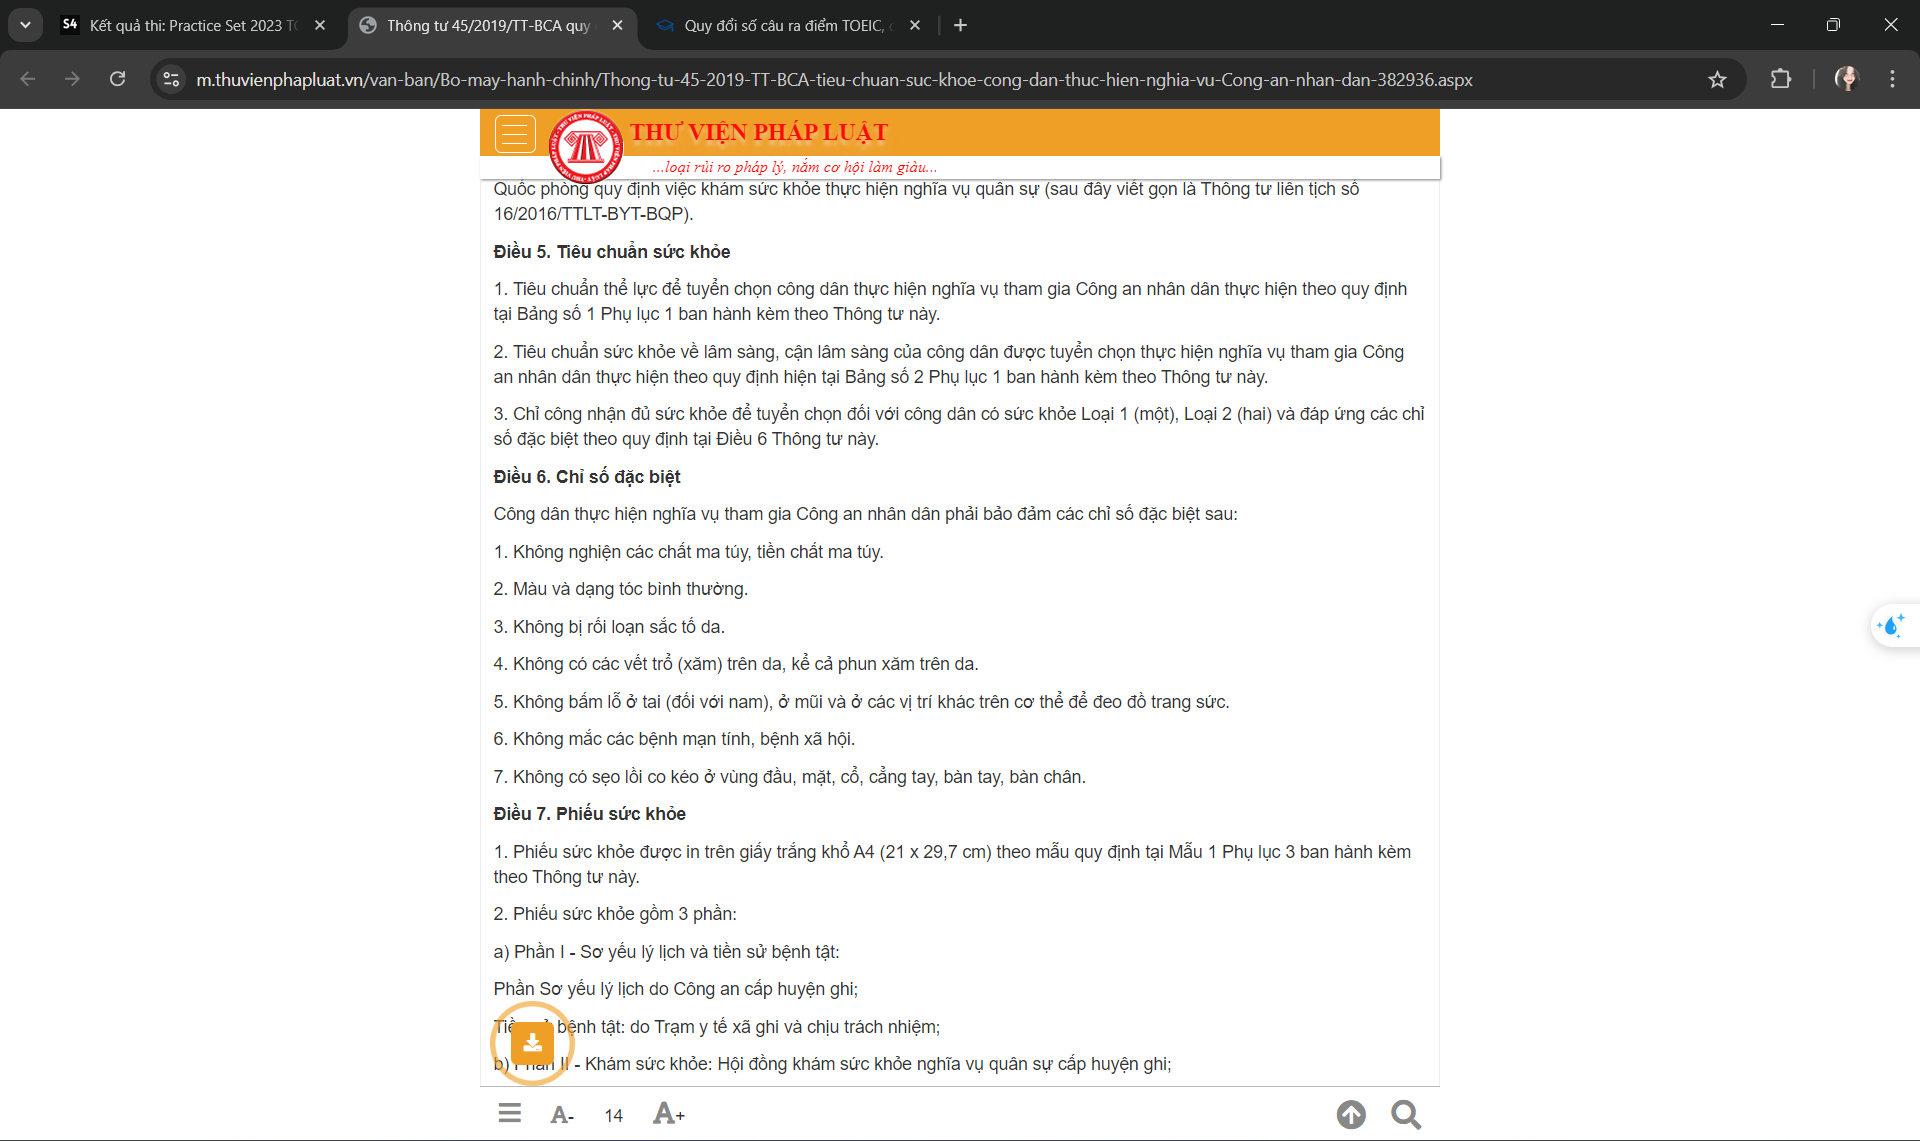 S4 Kết quả thi: Practice Set 2023 TO
Thông tư 45/2019/TT-BCA quy
Quy đổi số câu ra điểm TOEIC,
m.thuvienphapluat.vn/van-ban/Bo-may-hanh-chinh/Thong-tu-45-2019-TT-BCA-tieu-chuan-suc-khoe-cong-dan-thuc-hien-nghia-vu-Cong-an-nhan-dan-382936.aspx
THƯ VIỆN PHÁP LUẬT
...loại rủi ro pháp lý, nắm cơ hội làm giàu...
Quốc phòng quy định việc khám sức khỏe thực hiện nghĩa vụ quân sự (sau đây viết gọn là Thông tư liên tịch số
16/2016/TTLT-BYT-BQP).
Điều 5. Tiêu chuẩn sức khỏe
1. Tiêu chuẩn thể lực để tuyển chọn công dân thực hiện nghĩa vụ tham gia Công an nhân dân thực hiện theo quy định
tại Bảng số 1 Phụ lục 1 ban hành kèm theo Thông tư này.
2. Tiêu chuẩn sức khỏe về lâm sàng, cận lâm sàng của công dân được tuyển chọn thực hiện nghĩa vụ tham gia Công
an nhân dân thực hiện theo quy định hiện tại Bảng số 2 Phụ lục 1 ban hành kèm theo Thông tư này.
3. Chỉ công nhận đủ sức khỏe để tuyển chọn đối với công dân có sức khỏe Loại 1 (một), Loại 2 (hai) và đáp ứng các chỉ
số đặc biệt theo quy định tại Điều 6 Thông tư này.
Điều 6. Chỉ số đặc biệt
Công dân thực hiện nghĩa vụ tham gia Công an nhân dân phải bảo đảm các chỉ số đặc biệt sau:
1. Không nghiện các chất ma túy, tiền chất ma túy.
2. Màu và dạng tóc bình thường.
3. Không bị rối loạn sắc tố da.
4. Không có các vết trổ (xăm) trên da, kể cả phun xăm trên da.
5. Không bấm lỗ ở tai (đối với nam), ở mũi và ở các vị trí khác trên cơ thể để đeo đồ trang sức.
6. Không mắc các bệnh mạn tính, bệnh xã hội.
7. Không có sẹo lồi co kéo ở vùng đầu, mặt, cổ, cẳng tay, bàn tay, bàn chân.
Điều 7. Phiếu sức khỏe
1. Phiếu sức khỏe được in trên giấy trắng khổ A4 (21 x 29,7 cm) theo mẫu quy định tại Mẫu 1 Phụ lục 3 ban hành kèm
theo Thông tư này.
2. Phiếu sức khỏe gồm 3 phần:
a) Phần I - Sơ yếu lý lịch và tiền sử bệnh tật:
Phần Sơ yếu lý lịch do Công an cấp huyện ghi;
bệnh tật: do Trạm y tế xã ghi và chịu trách nhiệm;
b) Phần II - Khám sức khỏe: Hội đồng khám sức khỏe nghĩa vụ quân sự cấp huyện ghi;
A- 14 A+